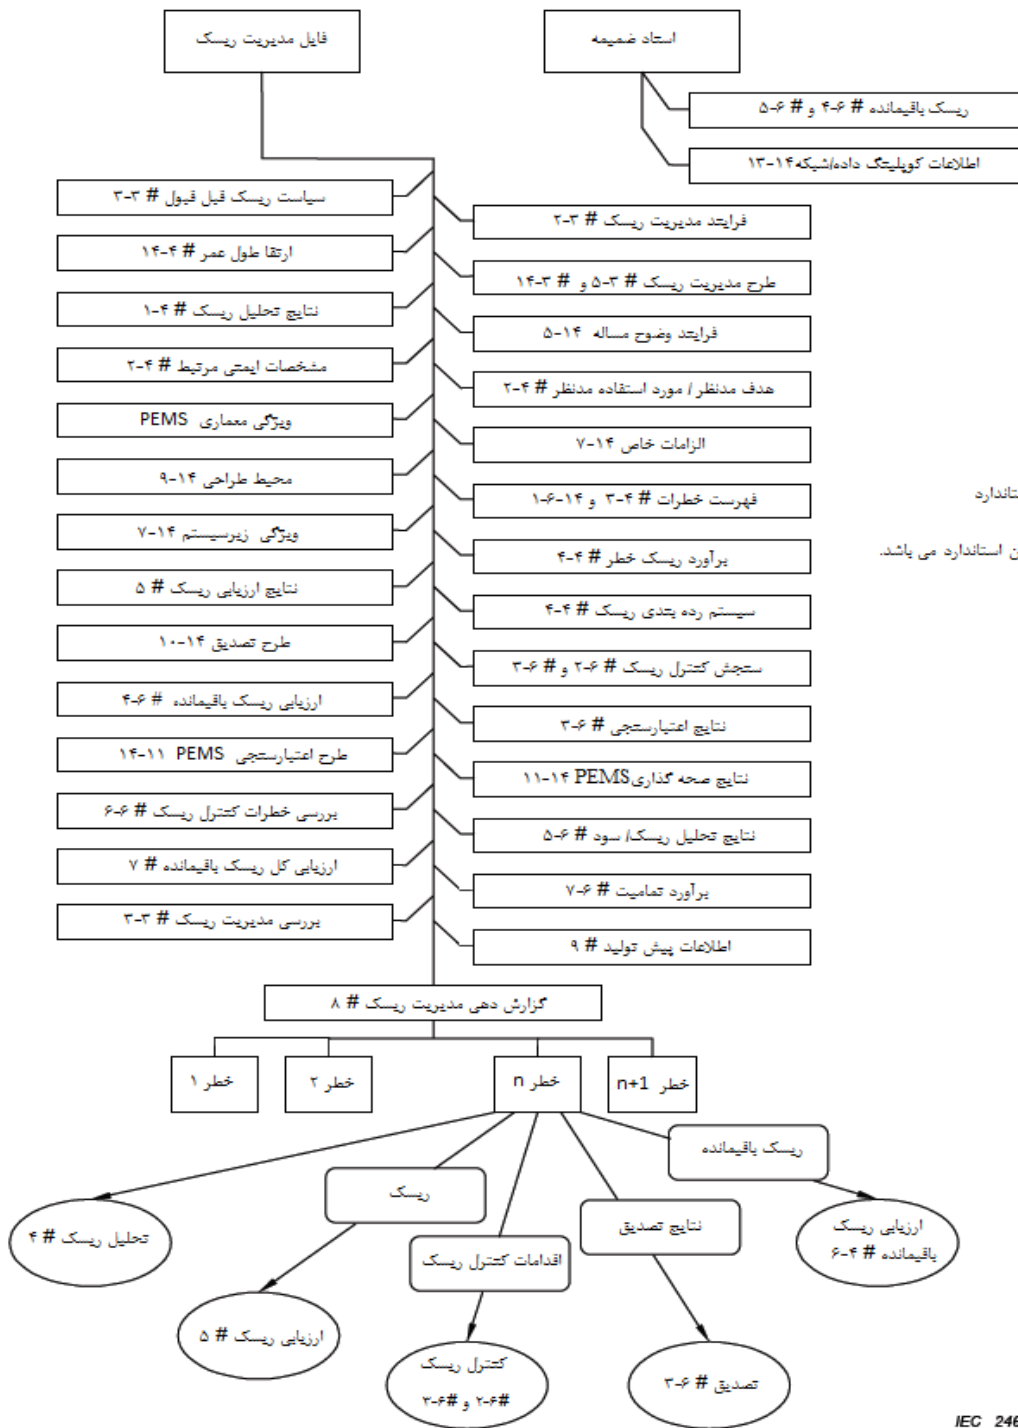 فایل مدیریت ریسک
اسناد ضمیمه
ریسک باقیمانده # ۶-۴ و # ۶-۵
اطلاعات کوپلینگ داده/شبکه۱۴-۱۳
سیاست ریسک قبل قبول # ۳-۳
فرایند مدیریت ریسک # ۳-۲
ارتقا طول عمر # ۴-۱۴
طرح مدیریت ریسک # ۳-۵ و # ۳-۱۴
نتایج تحلیل ریسک # ۴-۱
فرایند وضوح مساله ۱۴-۵
مشخصات ایمنی مرتبط # ۴-۲
هدف مدنظر / مورد استفاده مدنظر # ۴-۲
ویژگی معماری PEMS
الزامات خاص ۱۴-۷
محیط طراحی ۱۴-۹
فهرست خطرات # ۴-۳ و ۱۴-۶-۱
ویژگی زیرسیستم ۱۴-۷
برآورد ریسک خطر # ۴-۴
نتایج ارزیابی ریسک # ۵
سیستم رده بندی ریسک # ۴-۴
طرح تصدیق ۱۴-۱۰
سنجش کنترل ریسک # ۶-۲ و # ۶-۳
ارزیابی ریسک باقیمانده # ۶-۴
نتایج اعتبارسنجی # ۶-۳
طرح اعتبارسنجی PEMS ۱۴-۱۱
نتایج صحه گذاریPEMS ۱۴-۱۱
بررسی خطرات کنترل ریسک # ۶-۶
نتایج تحلیل ریسک/ سود # ۶-۵
ارزیابی کل ریسک باقیمانده # ۷
برآورد تمامیت # ۶-۷
بررسی مدیریت ریسک # ۳-۳
اطلاعات پیش تولید # ۹
تاندارد
ن استاندارد می باشد.
گزارش دهی مدیریت ریسک # ۸
خطر ۱
خطر ۲
خطر n
خطر n+1
ریسک باقیمانده
ریسک
نتایج تصدیق
اقدامات کنترل ریسک
تحلیل ریسک # ۴
ارزیابی ریسک
باقیمانده # ۴-۶
ارزیابی ریسک # ۵
کنترل ریسک
#۶-۲ و #۶-۳
تصدیق # ۶-۳
IEC 246